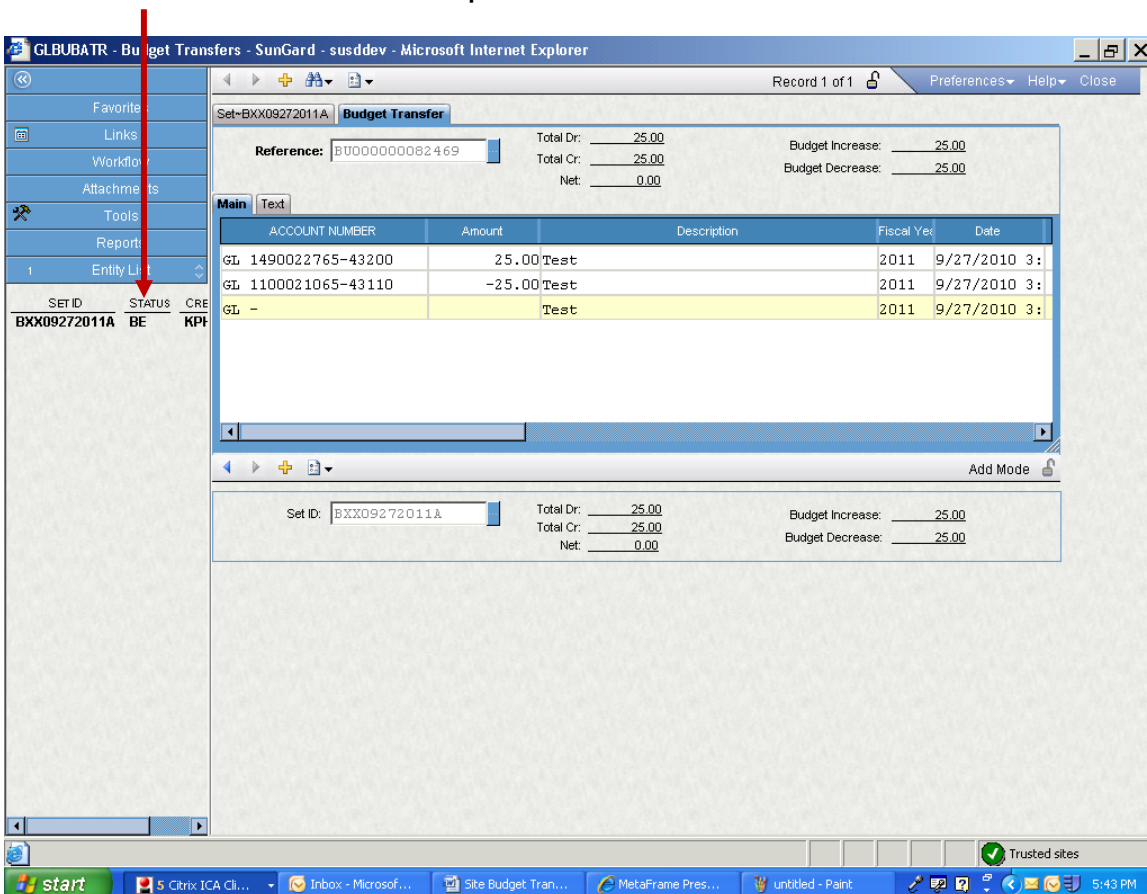 GLBUBATR - Budget Transfers - SunGard - susddev - Microsoft Internet Explorer
Record 1 of 1 Preferences Help Close
Favorites
Links
Workflow
Attachments
Tools
Reports
1 Entity List
SET ID STATUS CRE
BXX09272011A BE KPH
Set~BXX09272011A Budget Transfer
Reference: BU000000082469 Total Dr: 25.00 Budget Increase: 25.00
Total Cr: 25.00 Budget Decrease: 25.00
Net: 0.00
Main Text
ACCOUNT NUMBER Amount Description Fiscal Yea Date
GL 1490022765-43200 25.00 Test 2011 9/27/2010 3:
GL 1100021065-43110 -25.00 Test 2011 9/27/2010 3:
GL - Test 2011 9/27/2010 3:
Add Mode
Set ID: BXX09272011A Total Dr: 25.00 Budget Increase: 25.00
Total Cr: 25.00 Budget Decrease: 25.00
Net: 0.00
Trusted sites
start 5 Citrix ICA Cli... Inbox - Microsof... Site Budget Tran... MetaFrame Pres... untitled - Paint 5:43 PM